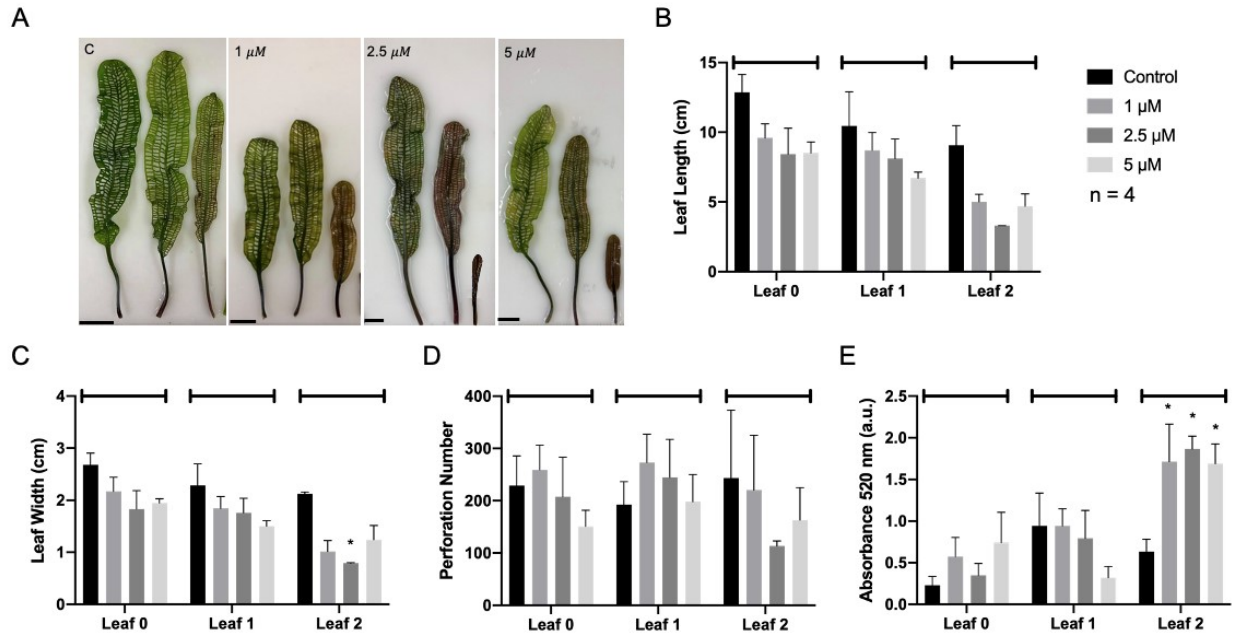 A
C
1 μM
2.5 μM
5 μM
B
Leaf Length (cm)
15
10
5
0
Leaf 0
Leaf 1
Leaf 2
Control
1 μM
2.5 μM
5 μM
n = 4
C
Leaf Width (cm)
4
3
2
1
0
*
Leaf 0
Leaf 1
Leaf 2
D
Perforation Number
400
300
200
100
0
Leaf 0
Leaf 1
Leaf 2
E
Absorbance 520 nm (a.u.)
2.5
2.0
1.5
1.0
0.5
0.0
* * *
Leaf 0
Leaf 1
Leaf 2